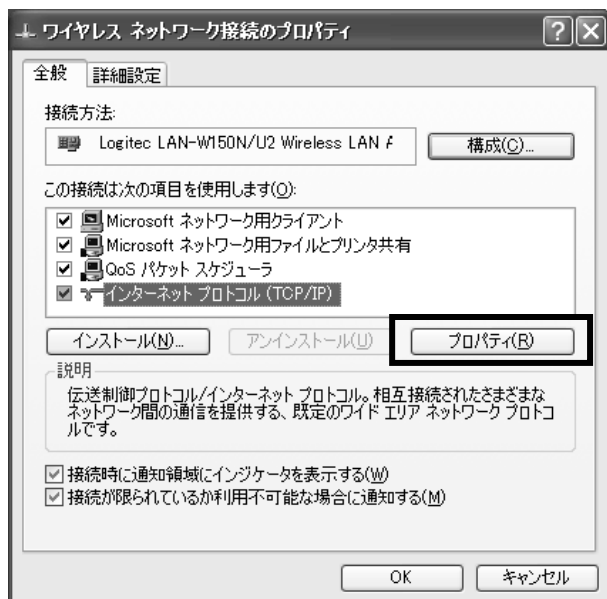 ワイヤレス ネットワーク接続のプロパティ
全般
詳細設定
接続方法:
Logitec LAN-W150N/U2 Wireless LAN A
構成(C)...
この接続は次の項目を使用します(O):
Microsoft ネットワーク用クライアント
Microsoft ネットワーク用ファイルとプリンタ共有
QoS パケット スケジューラ
インターネット プロトコル (TCP/IP)
インストール(N)...
アンインストール(U)
プロパティ(R)
説明
伝送制御プロトコル/インターネット プロトコル。相互接続されたさまざまな
ネットワーク間の通信を提供する、既定のワイド エリア ネットワーク プロトコ
ルです。
接続時に通知領域にインジケータを表示する(W)
接続が限られているか利用不可能な場合に通知する(M)
OK
キャンセル